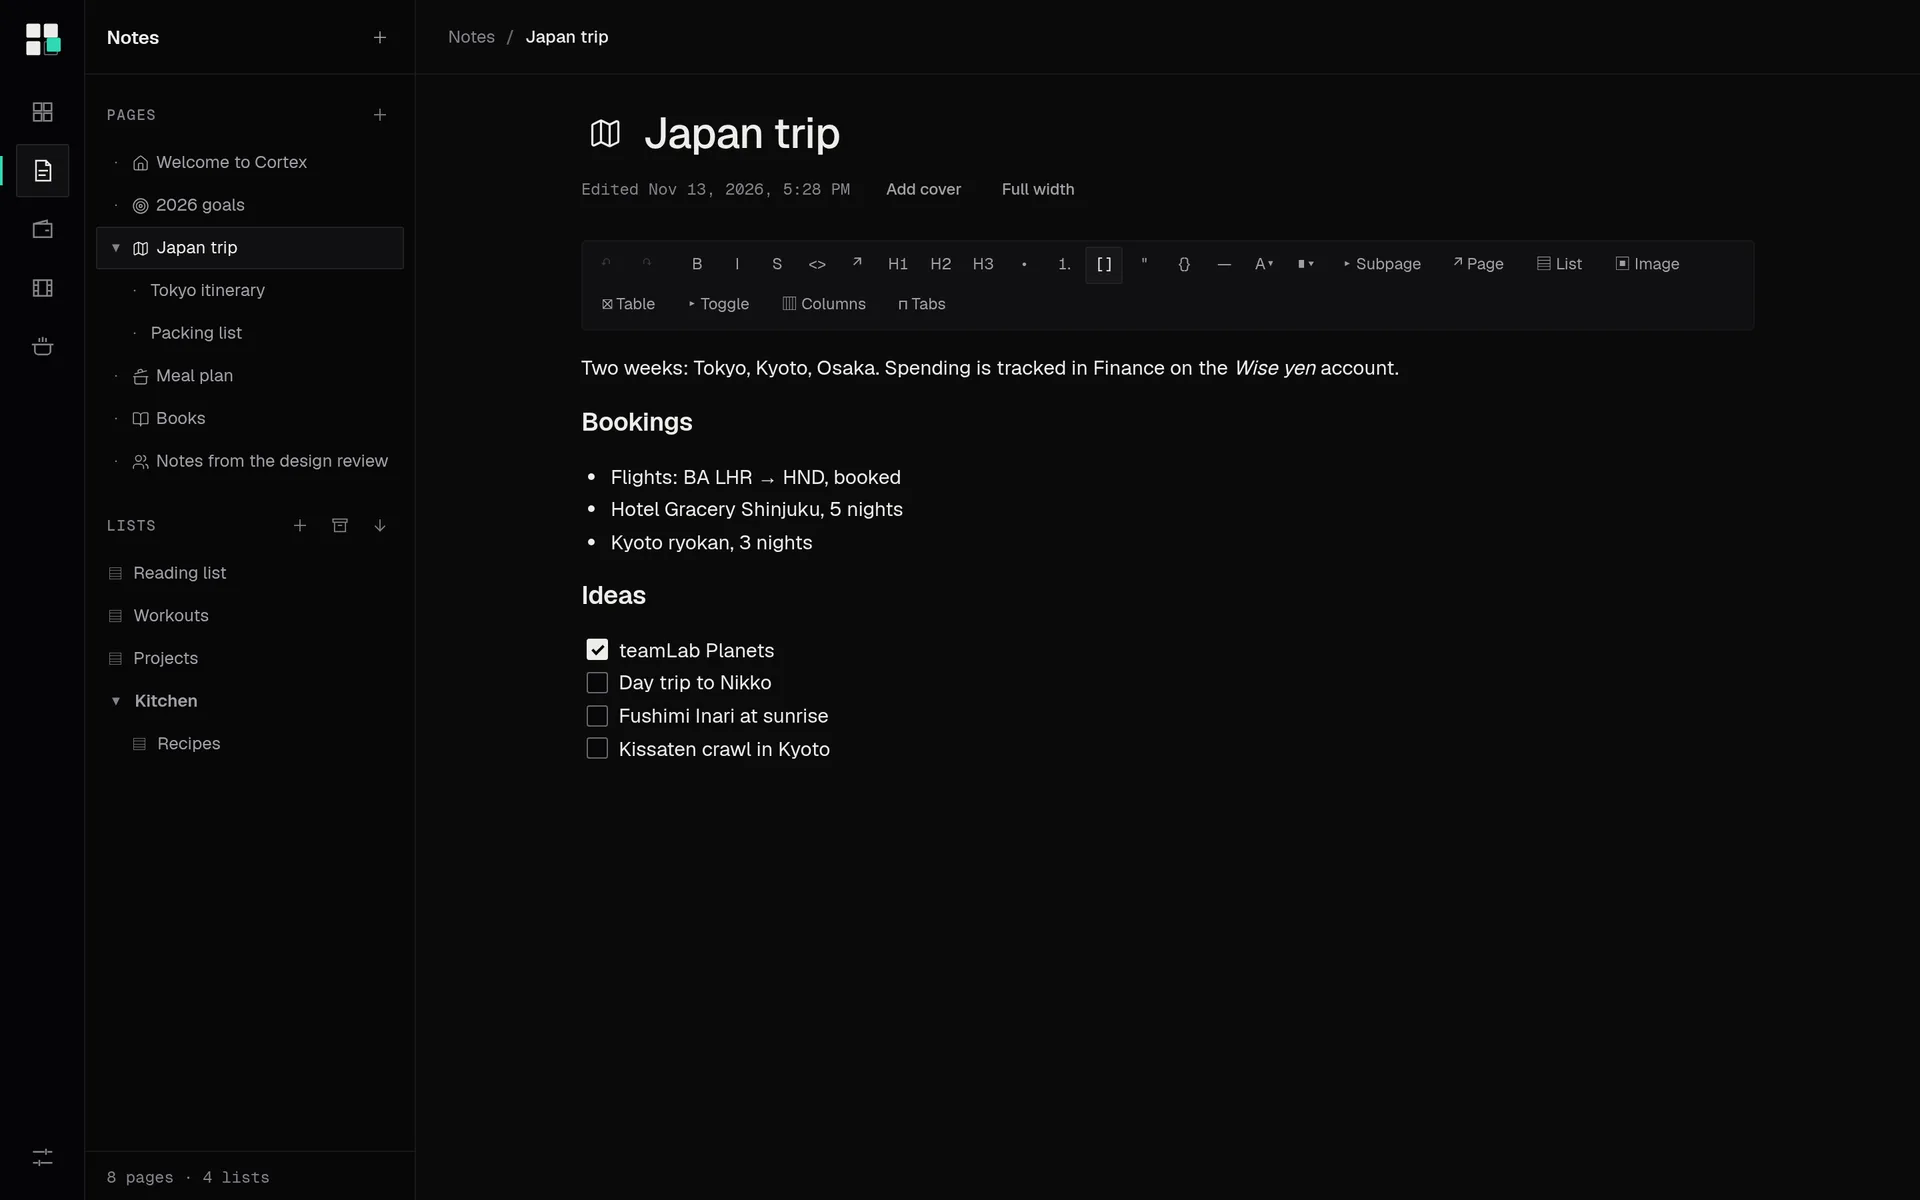 Notes
PAGES
Welcome to Cortex
2026 goals
Japan trip
Tokyo itinerary
Packing list
Meal plan
Books
Notes from the design review
LISTS
Reading list
Workouts
Projects
Kitchen
Recipes
8 pages · 4 lists
Notes / Japan trip
Japan trip
Edited Nov 13, 2026, 5:28 PM Add cover Full width
B I S <> ↗ H1 H2 H3 • 1. [] " {} — A▾ ∎▾ ‣ Subpage ↗ Page ▤ List ▣ Image
⊠ Table ‣ Toggle ▥ Columns ⊓ Tabs
Two weeks: Tokyo, Kyoto, Osaka. Spending is tracked in Finance on the Wise yen account.
Bookings
• Flights: BA LHR → HND, booked
• Hotel Gracery Shinjuku, 5 nights
• Kyoto ryokan, 3 nights
Ideas
teamLab Planets
Day trip to Nikko
Fushimi Inari at sunrise
Kissaten crawl in Kyoto